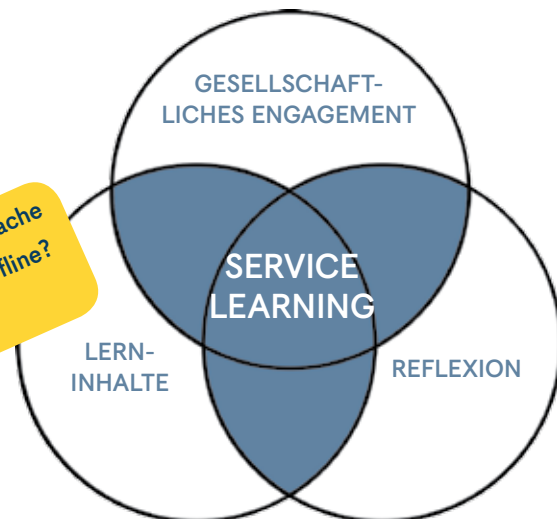 GESELLSCHAFT-
LICHES ENGAGEMENT
SERVICE
LEARNING
LERN-
INHALTE
REFLEXION